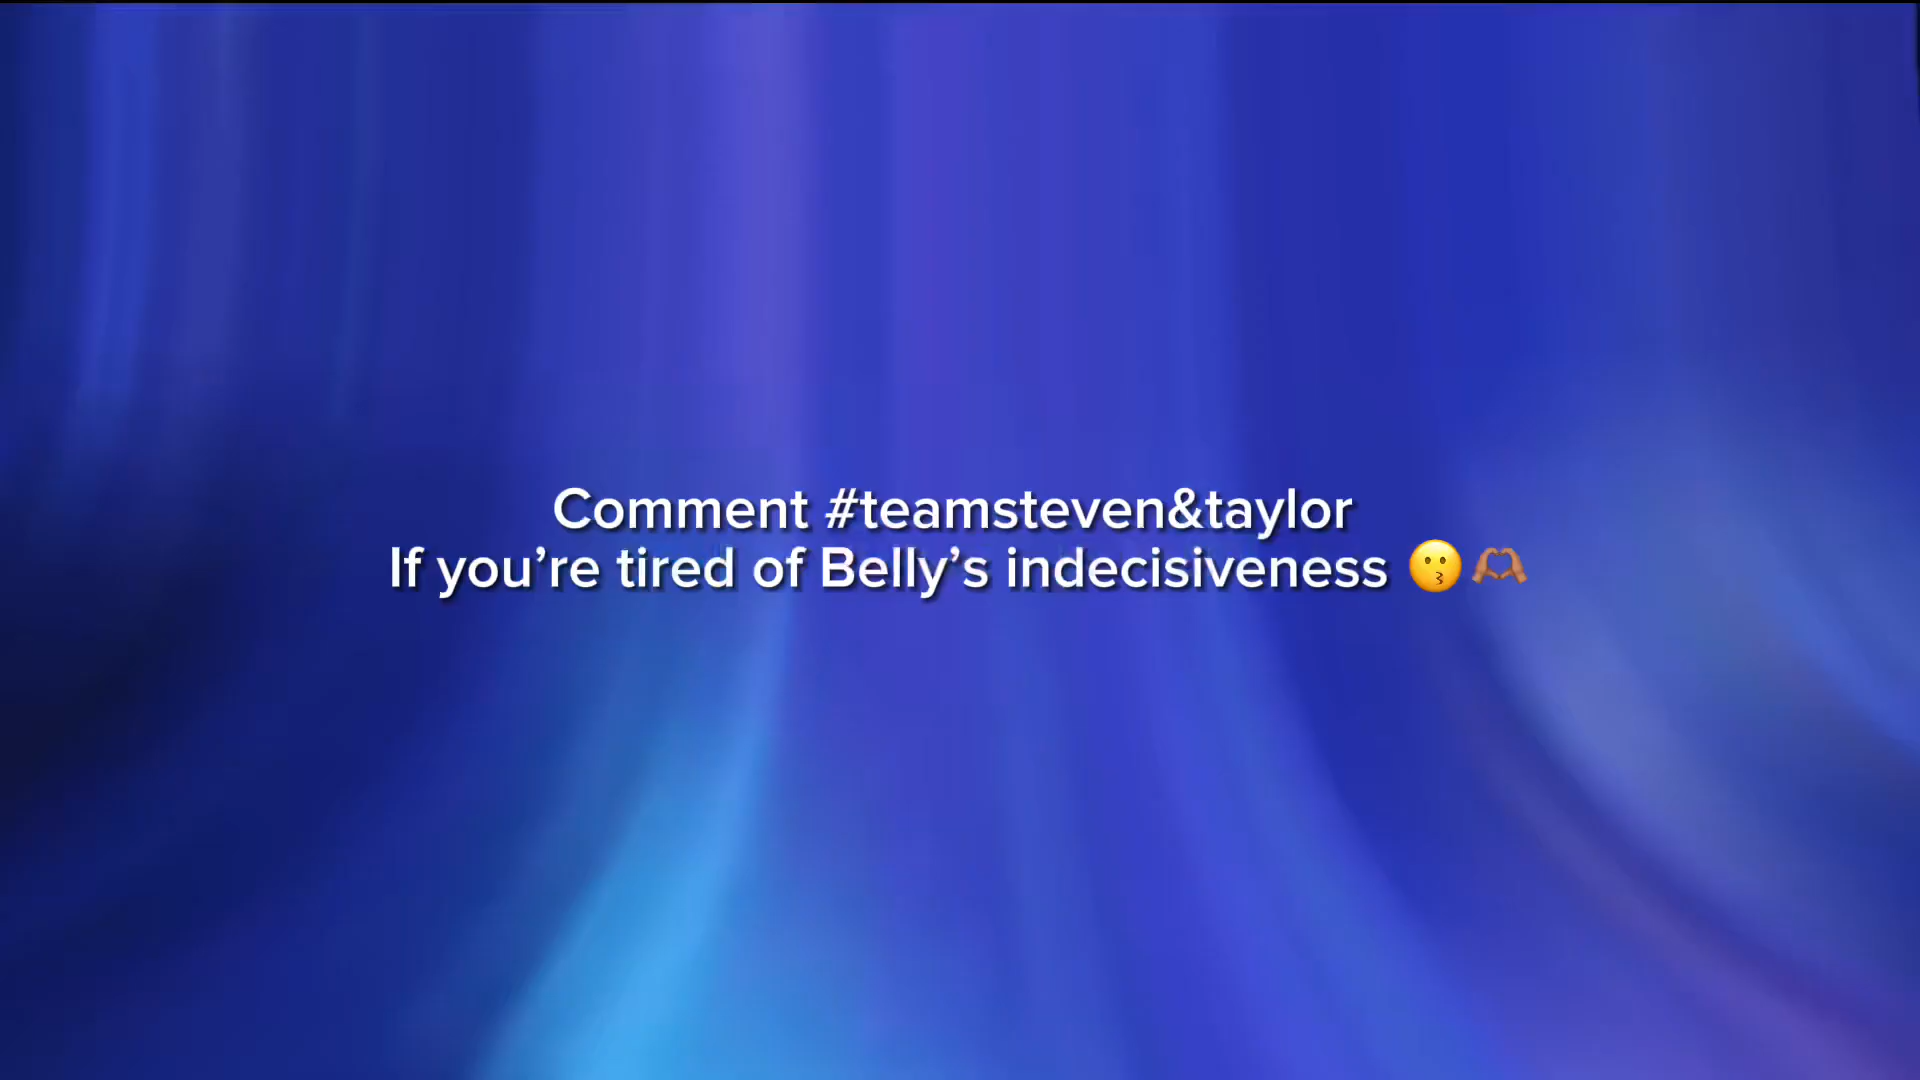 Comment #teamsteven&taylor
If you’re tired of Belly’s indecisiveness 😗🫶🏽